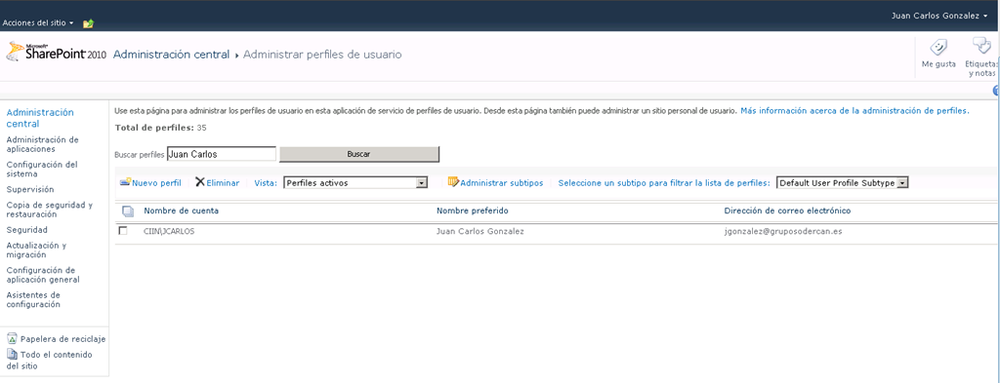 Juan Carlos Gonzalez
Acciones del sitio
Microsoft
SharePoint 2010
Administración central
Administrar perfiles de usuario
Me gusta
Etiquetas
y notas
Administración
central
Administración de
aplicaciones
Configuración del
sistema
Supervisión
Copia de seguridad y
restauración
Seguridad
Actualización y
migración
Configuración de
aplicación general
Asistentes de
configuración
Papelera de reciclaje
Todo el contenido
del sitio
Use esta página para administrar los perfiles de usuario en esta aplicación de servicio de perfiles de usuario. Desde esta página también puede administrar un sitio personal de usuario. Más información acerca de la administración de perfiles.
Total de perfiles: 35
Buscar perfiles Juan Carlos Buscar
Nuevo perfil Eliminar Vista: Perfiles activos Administrar subtipos Seleccione un subtipo para filtrar la lista de perfiles: Default User Profile Subtype
Nombre de cuenta Nombre preferido Dirección de correo electrónico
CIIN\JCARLOS Juan Carlos Gonzalez jgonzalez@gruposodercan.es